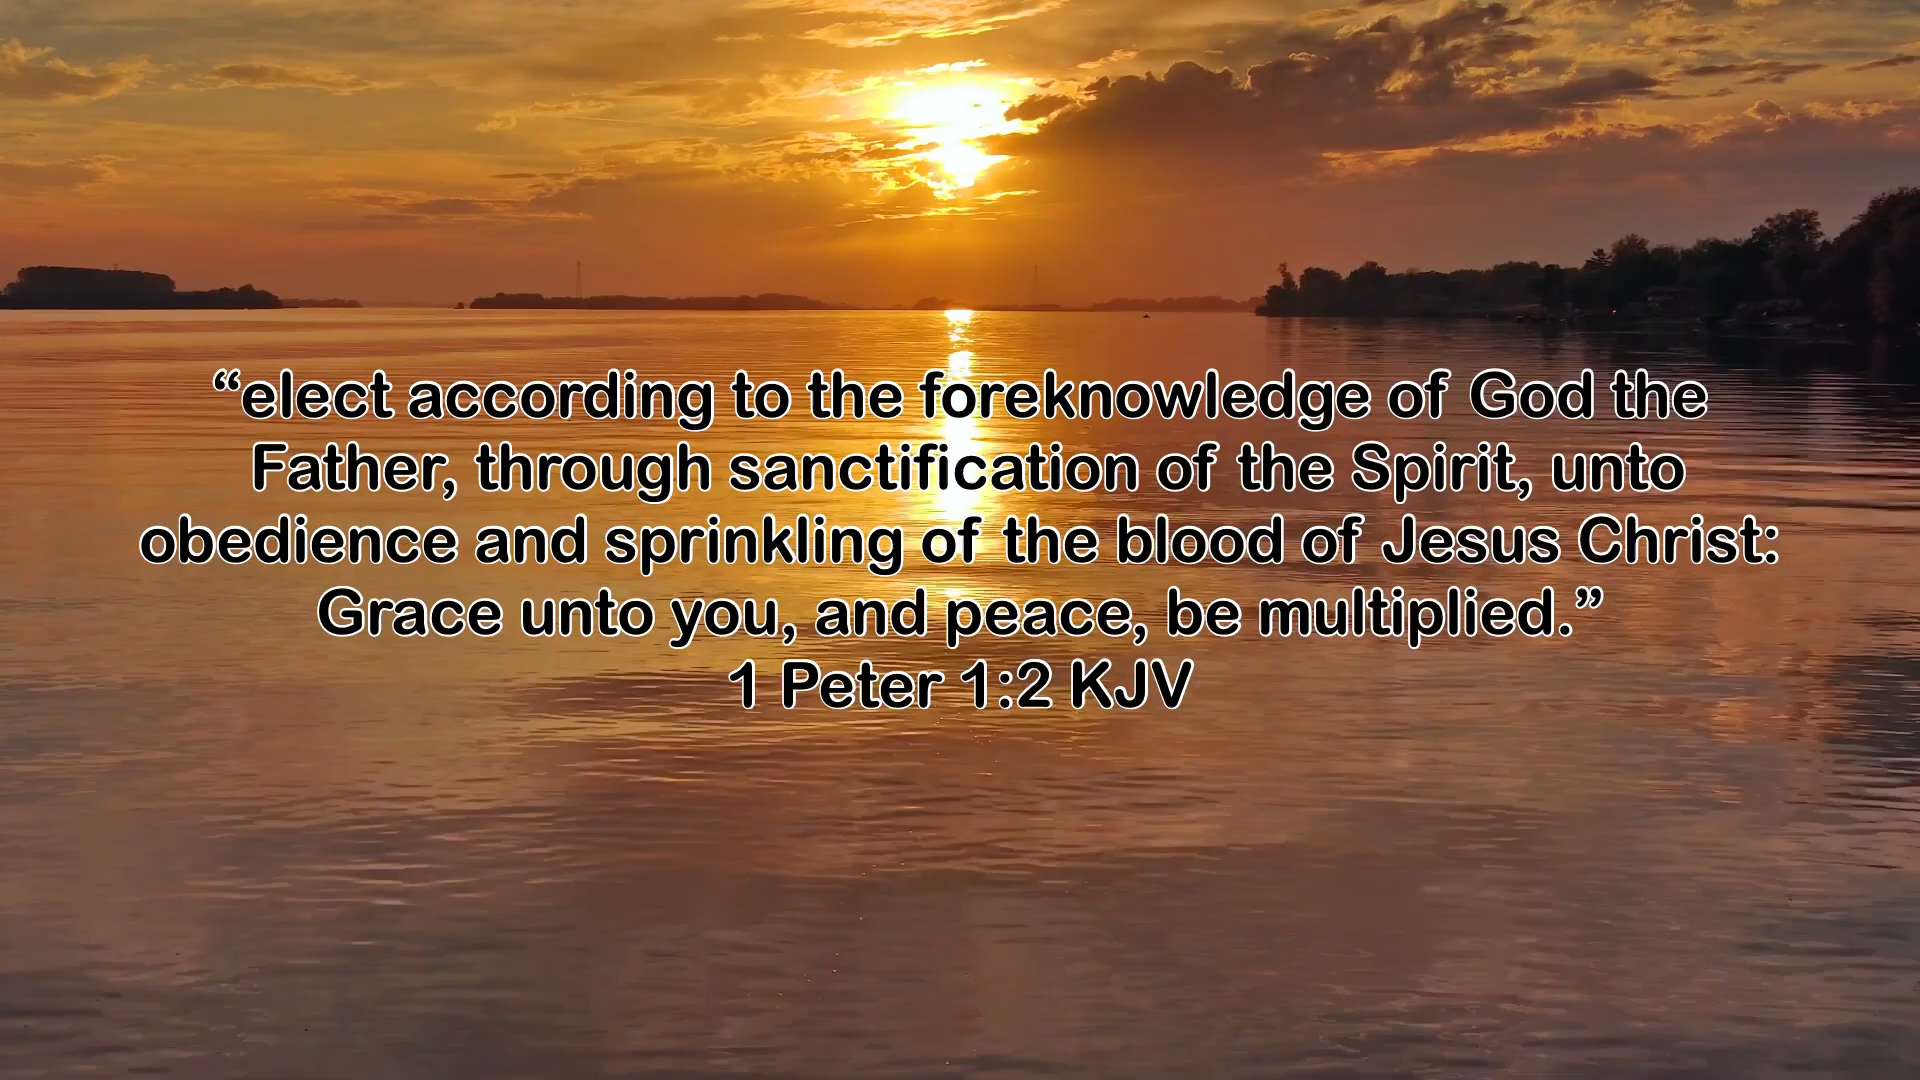 “elect according to the foreknowledge of God the
Father, through sanctification of the Spirit, unto
obedience and sprinkling of the blood of Jesus Christ:
Grace unto you, and peace, be multiplied.”
1 Peter 1:2 KJV